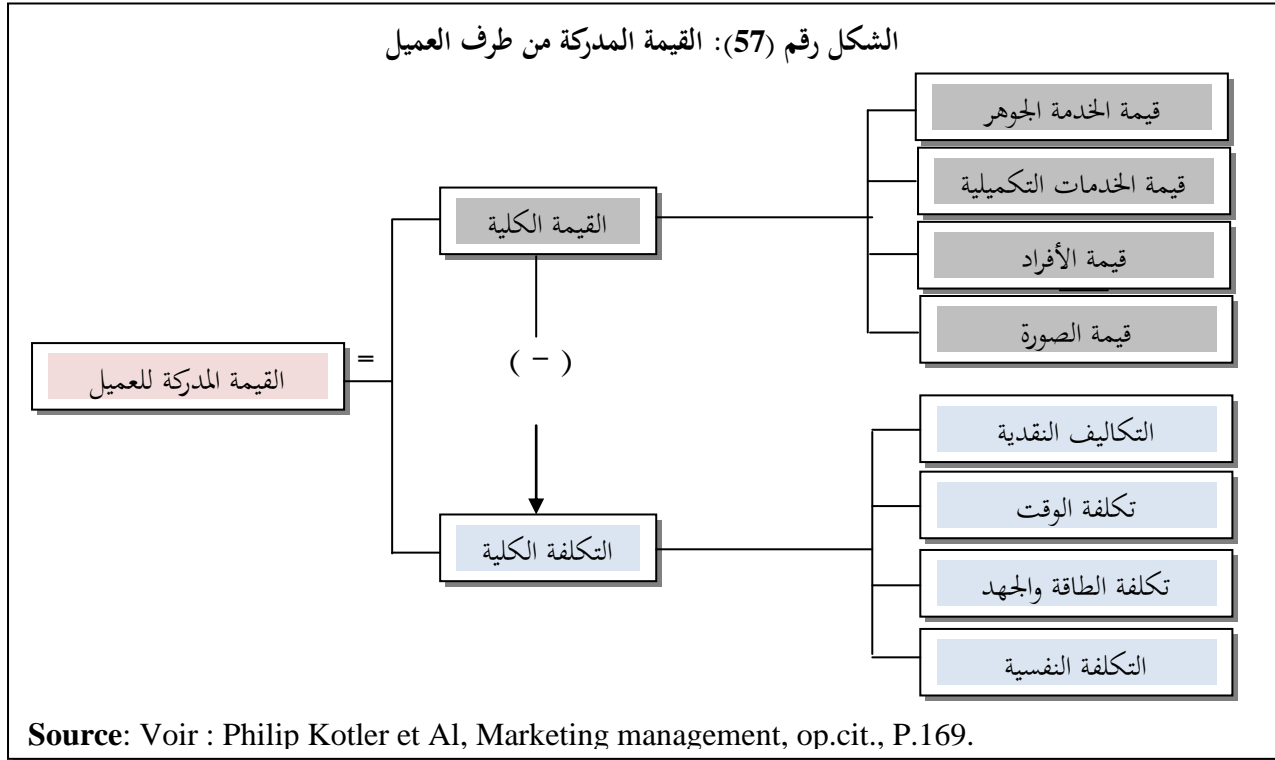 الشكل رقم (57): القيمة المدركة من طرف العميل
قيمة الخدمة الجوهر
قيمة الخدمات التكميلية
القيمة الكلية
قيمة الأفراد
قيمة الصورة
القيمة المدركة للعميل
=
( - )
التكاليف النقدية
تكلفة الوقت
التكلفة الكلية
تكلفة الطاقة والجهد
التكلفة النفسية
Source: Voir : Philip Kotler et Al, Marketing management, op.cit., P.169.